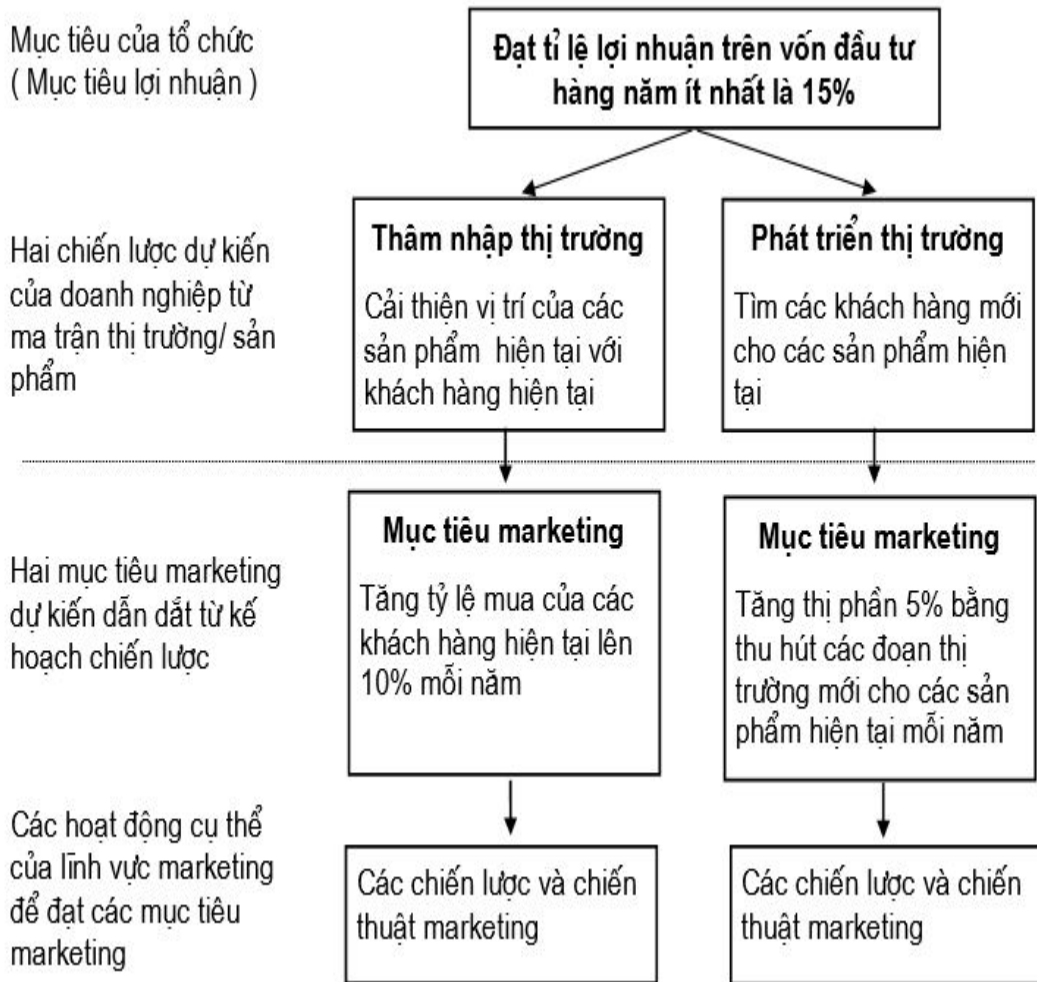 Mục tiêu của tổ chức
( Mục tiêu lợi nhuận )
Đạt tỉ lệ lợi nhuận trên vốn đầu tư
hàng năm ít nhất là 15%
Hai chiến lược dự kiến
của doanh nghiệp từ
ma trận thị trường/ sản
phẩm
Thâm nhập thị trường
Cải thiện vị trí của các
sản phẩm hiện tại với
khách hàng hiện tại
Phát triển thị trường
Tìm các khách hàng mới
cho các sản phẩm hiện
tại
Hai mục tiêu marketing
dự kiến dẫn dắt từ kế
hoạch chiến lược
Mục tiêu marketing
Tăng tỷ lệ mua của các
khách hàng hiện tại lên
10% mỗi năm
Mục tiêu marketing
Tăng thị phần 5% bằng
thu hút các đoạn thị
trường mới cho các sản
phẩm hiện tại mỗi năm
Các hoạt động cụ thể
của lĩnh vực marketing
để đạt các mục tiêu
marketing
Các chiến lược và chiến
thuật marketing
Các chiến lược và chiến
thuật marketing